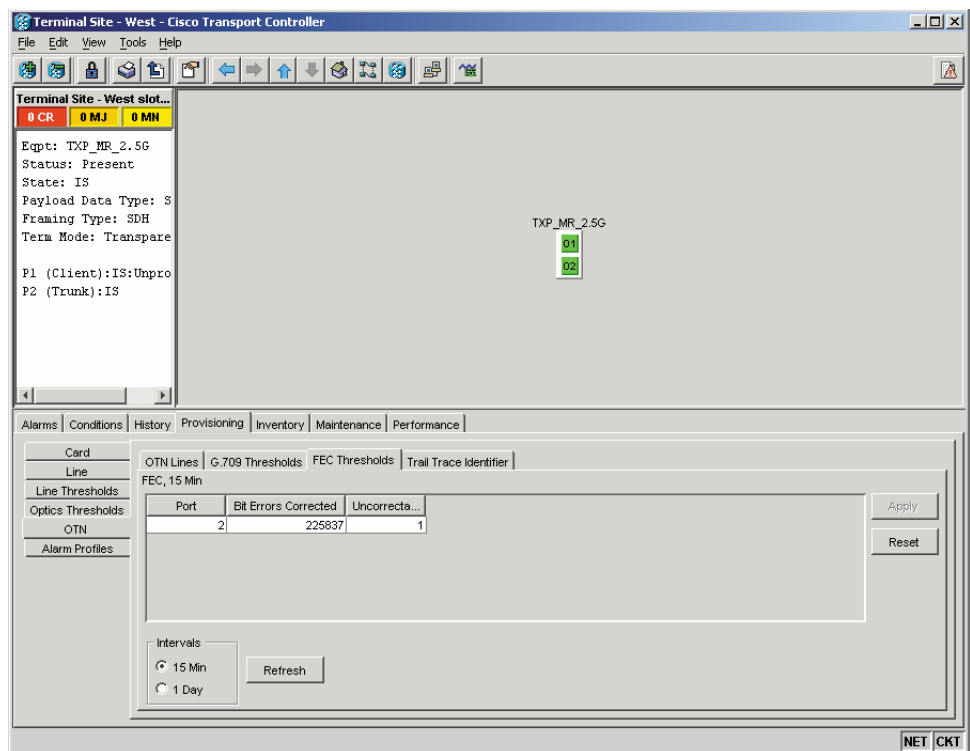 Terminal Site - West - Cisco Transport Controller
File Edit View Tools Help
Terminal Site - West slot...
0 CR 0 MJ 0 MN
Eqpt: TXP_MR_2.5G
Status: Present
State: IS
Payload Data Type: S
Framing Type: SDH
Term Mode: Transpare
P1 (Client):IS:Unpro
P2 (Trunk):IS
TXP_MR_2.5G
01
02
Alarms Conditions History Provisioning Inventory Maintenance Performance
Card
Line
Line Thresholds
Optics Thresholds
OTN
Alarm Profiles
OTN Lines G.709 Thresholds FEC Thresholds Trail Trace Identifier
FEC, 15 Min
Port Bit Errors Corrected Uncorrecta...
2 225837 1
Apply
Reset
Intervals
15 Min
1 Day
Refresh
NET CKT